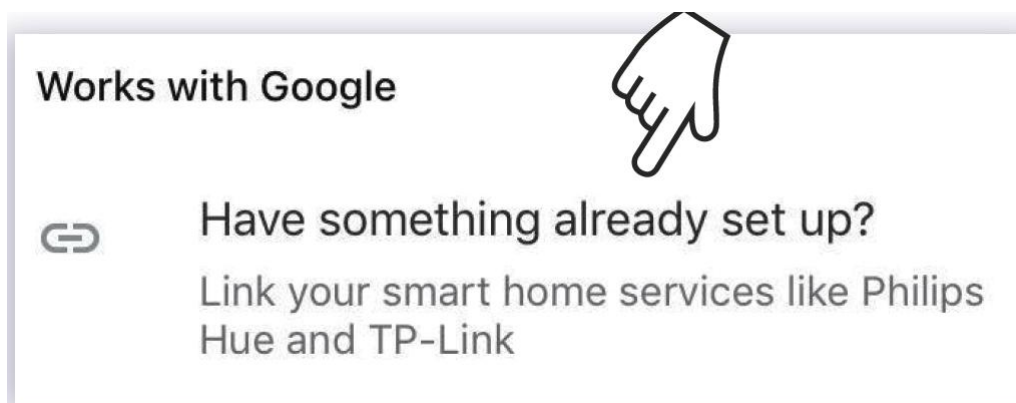 Works with Google
Have something already set up?
Link your smart home services like Philips
Hue and TP-Link